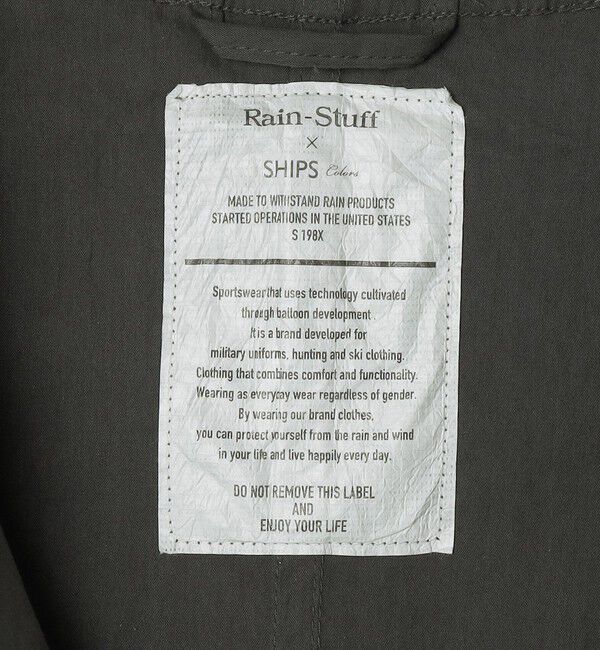 Rain-Stuff
×
SHIPS Colors
MADE TO WITHSTAND RAIN PRODUCTS
STARTED OPERATIONS IN THE UNITED STATES
S 198X
Sportswear that uses technology cultivated
through balloon development.
It is a brand developed for
military uniforms, hunting and ski clothing.
Clothing that combines comfort and functionality.
Wearing as everyday wear regardless of gender.
By wearing our brand clothes,
you can protect yourself from the rain and wind
in your life and live happily every day.
DO NOT REMOVE THIS LABEL
AND
ENJOY YOUR LIFE